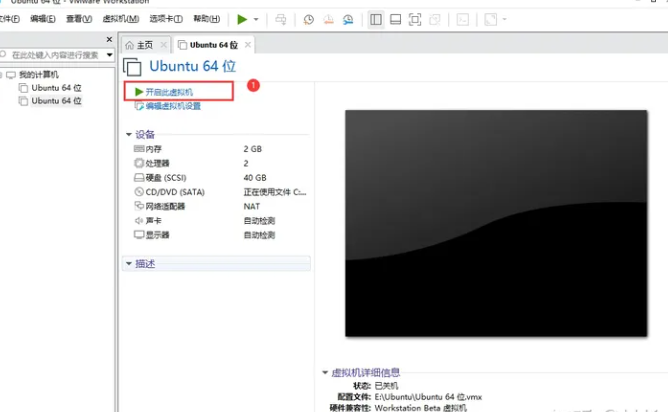 Ubuntu 64 位 - VMware Workstation
文件(F) 编辑(E) 查看(V) 虚拟机(M) 选项卡(T) 帮助(H)
在此处键入内容进行搜索
主页 Ubuntu 64 位
我的计算机
Ubuntu 64 位
Ubuntu 64 位
Ubuntu 64 位
开启此虚拟机 1
编辑虚拟机设置
设备
内存 2 GB
处理器 2
硬盘 (SCSI) 40 GB
CD/DVD (SATA) 正在使用文件 C:...
网络适配器 NAT
声卡 自动检测
显示器 自动检测
描述
虚拟机详细信息
状态: 已关机
配置文件: E:\Ubuntu\Ubuntu 64 位.vmx
硬件兼容性: Workstation Beta 虚拟机